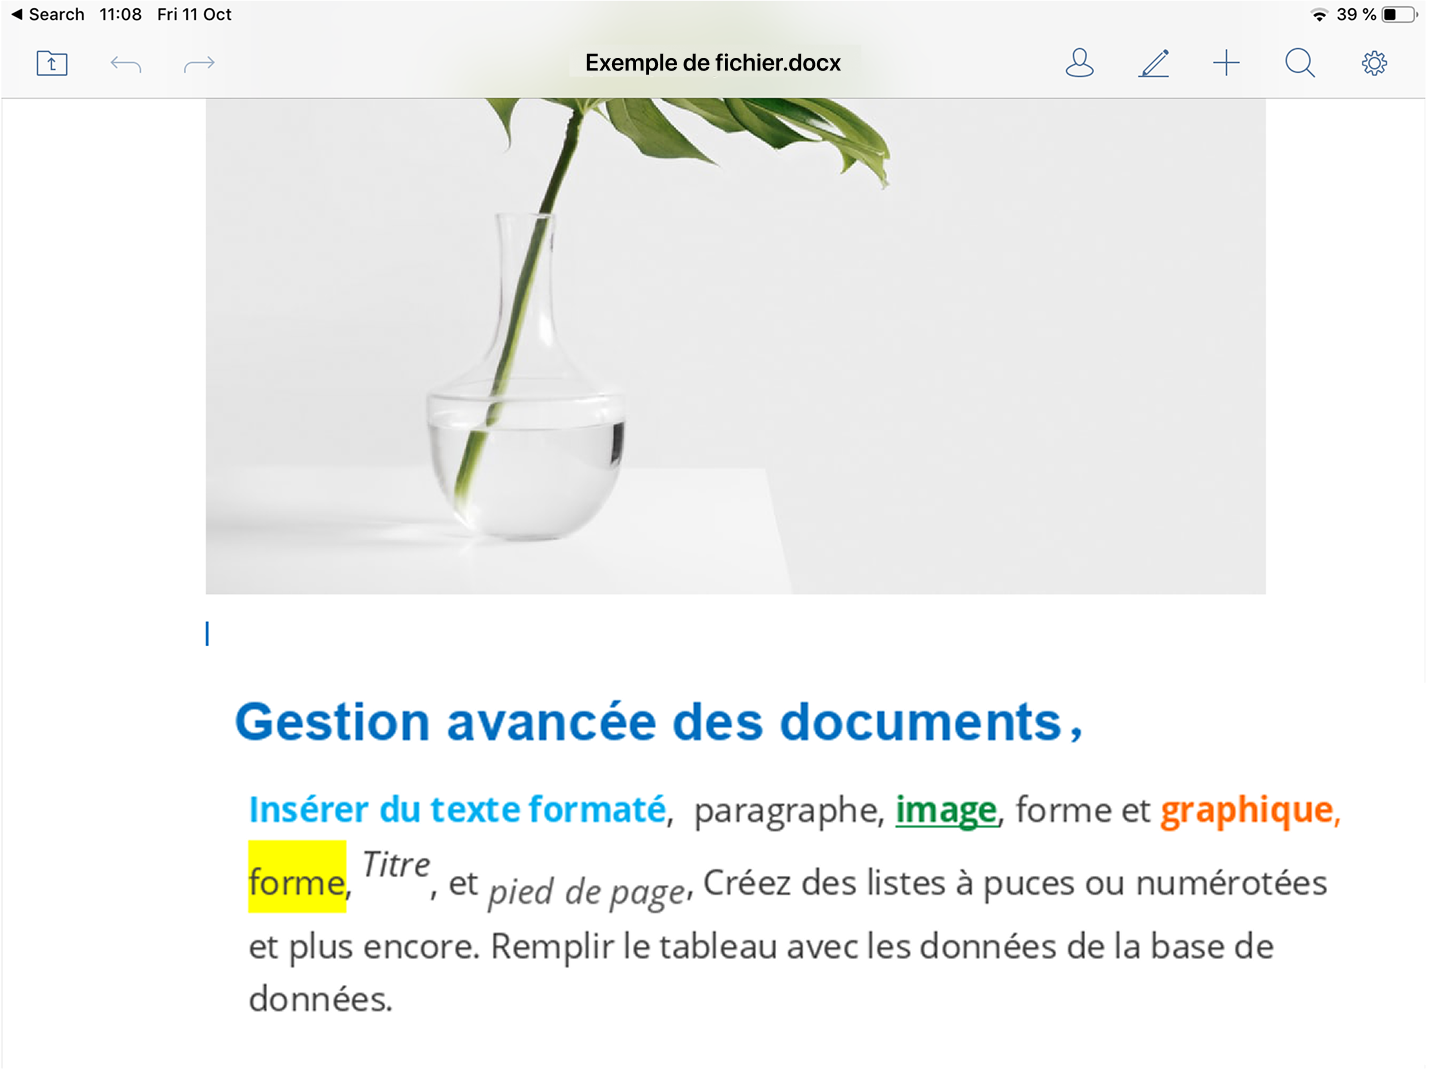 Search 11:08 Fri 11 Oct 39 %
Exemple de fichier.docx
Gestion avancée des documents,
Insérer du texte formaté, paragraphe, image, forme et graphique,
forme, Titre, et pied de page, Créez des listes à puces ou numérotées
et plus encore. Remplir le tableau avec les données de la base de
données.